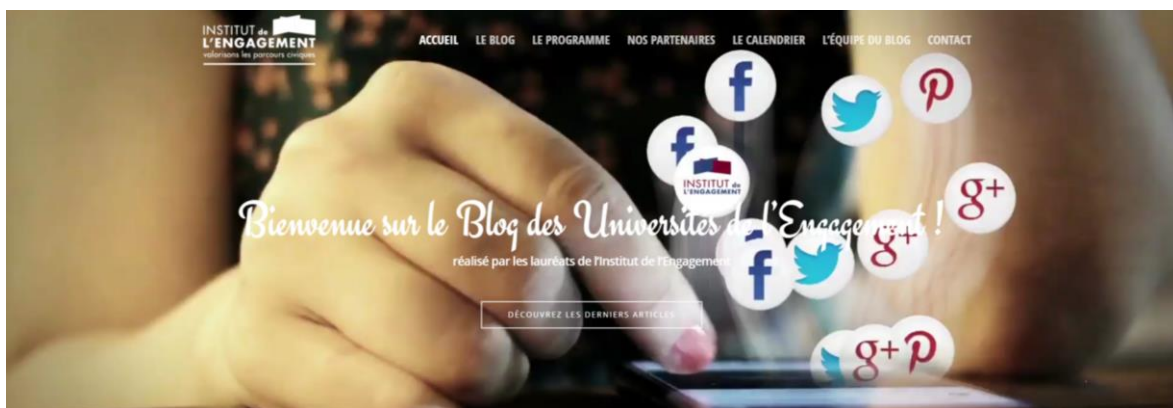 INSTITUT de
L'ENGAGEMENT
valorisons les parcours civiques
ACCUEIL LE BLOG LE PROGRAMME NOS PARTENAIRES LE CALENDRIER L'ÉQUIPE DU BLOG CONTACT
INSTITUT de
L'ENGAGEMENT
Bienvenue sur le Blog des Universités de l'Engagement !
réalisé par les lauréats de l'Institut de l'Engagement
DÉCOUVREZ LES DERNIERS ARTICLES